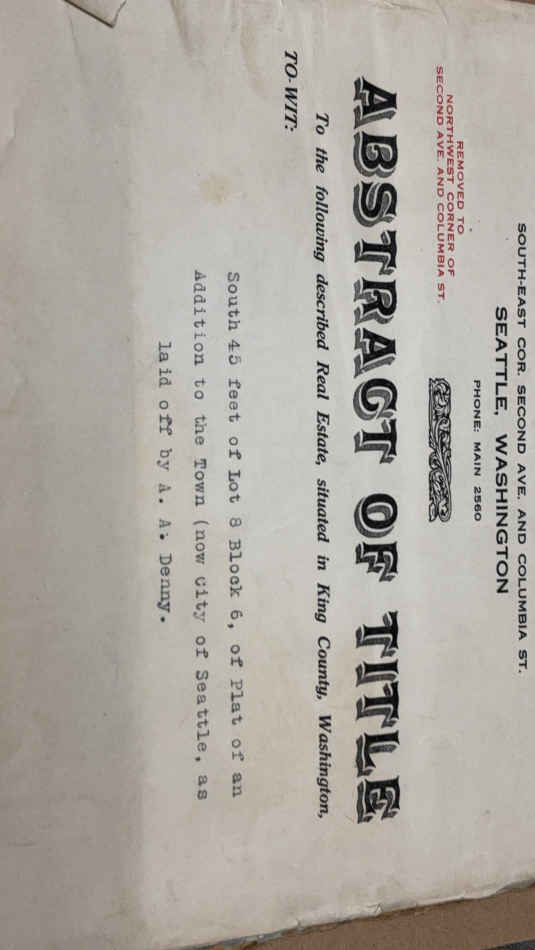 SOUTH-EAST COR. SECOND AVE. AND COLUMBIA ST.
SEATTLE, WASHINGTON
PHONE: MAIN 2560
REMOVED TO
NORTHWEST CORNER OF
SECOND AVE. AND COLUMBIA ST.
ABSTRACT OF TITLE
To the following described Real Estate, situated in King County, Washington,
TO-WIT:
South 45 feet of Lot 8 Block 6, of Plat of an
Addition to the Town (now City of Seattle, as
laid off by A. A. Denny.